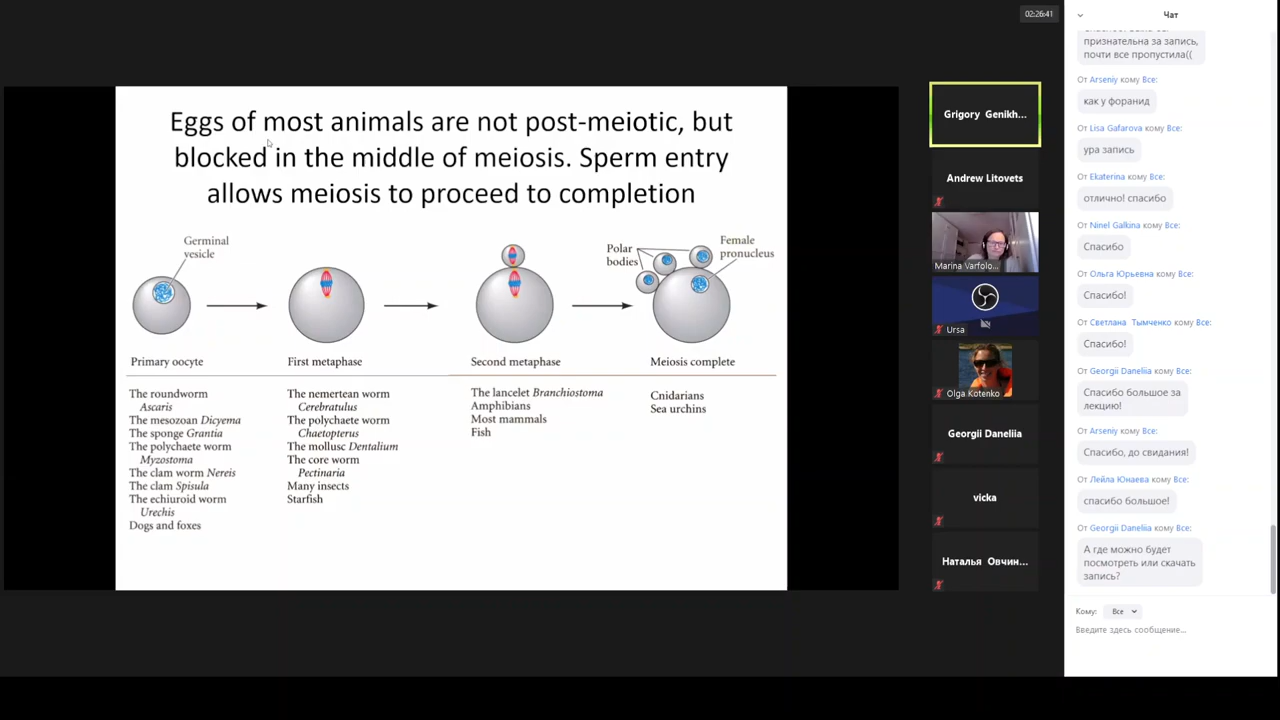 02:26:41
Eggs of most animals are not post-meiotic, but
blocked in the middle of meiosis. Sperm entry
allows meiosis to proceed to completion
Germinal
vesicle
Polar
bodies
Female
pronucleus
Primary oocyte
First metaphase
Second metaphase
Meiosis complete
The roundworm
Ascaris
The mesozoan Dicyema
The sponge Grantia
The polychaete worm
Myzostoma
The clam worm Nereis
The clam Spisula
The echiuroid worm
Urechis
Dogs and foxes
The nemertean worm
Cerebratulus
The polychaete worm
Chaetopterus
The mollusc Dentalium
The core worm
Pectinaria
Many insects
Starfish
The lancelet Branchiostoma
Amphibians
Most mammals
Fish
Cnidarians
Sea urchins
Grigory Genikh...
Andrew Litovets
Marina Varfolo...
Ursa
Olga Kotenko
Georgii Daneliia
vicka
Наталья Овчин...
Чат
признательна за запись,
почти все пропустила((
От Arseniy кому Все:
как у форанид
От Lisa Gafarova кому Все:
ура запись
От Ekaterina кому Все:
отлично! спасибо
От Ninel Galkina кому Все:
Спасибо
От Ольга Юрьевна кому Все:
Спасибо!
От Светлана Тымченко кому Все:
Спасибо!
От Georgii Daneliia кому Все:
Спасибо большое за
лекцию!
От Arseniy кому Все:
Спасибо, до свидания!
От Лейла Юнаева кому Все:
спасибо большое!
От Georgii Daneliia кому Все:
А где можно будет
посмотреть или скачать
запись?
Кому: Все
Введите здесь сообщение...